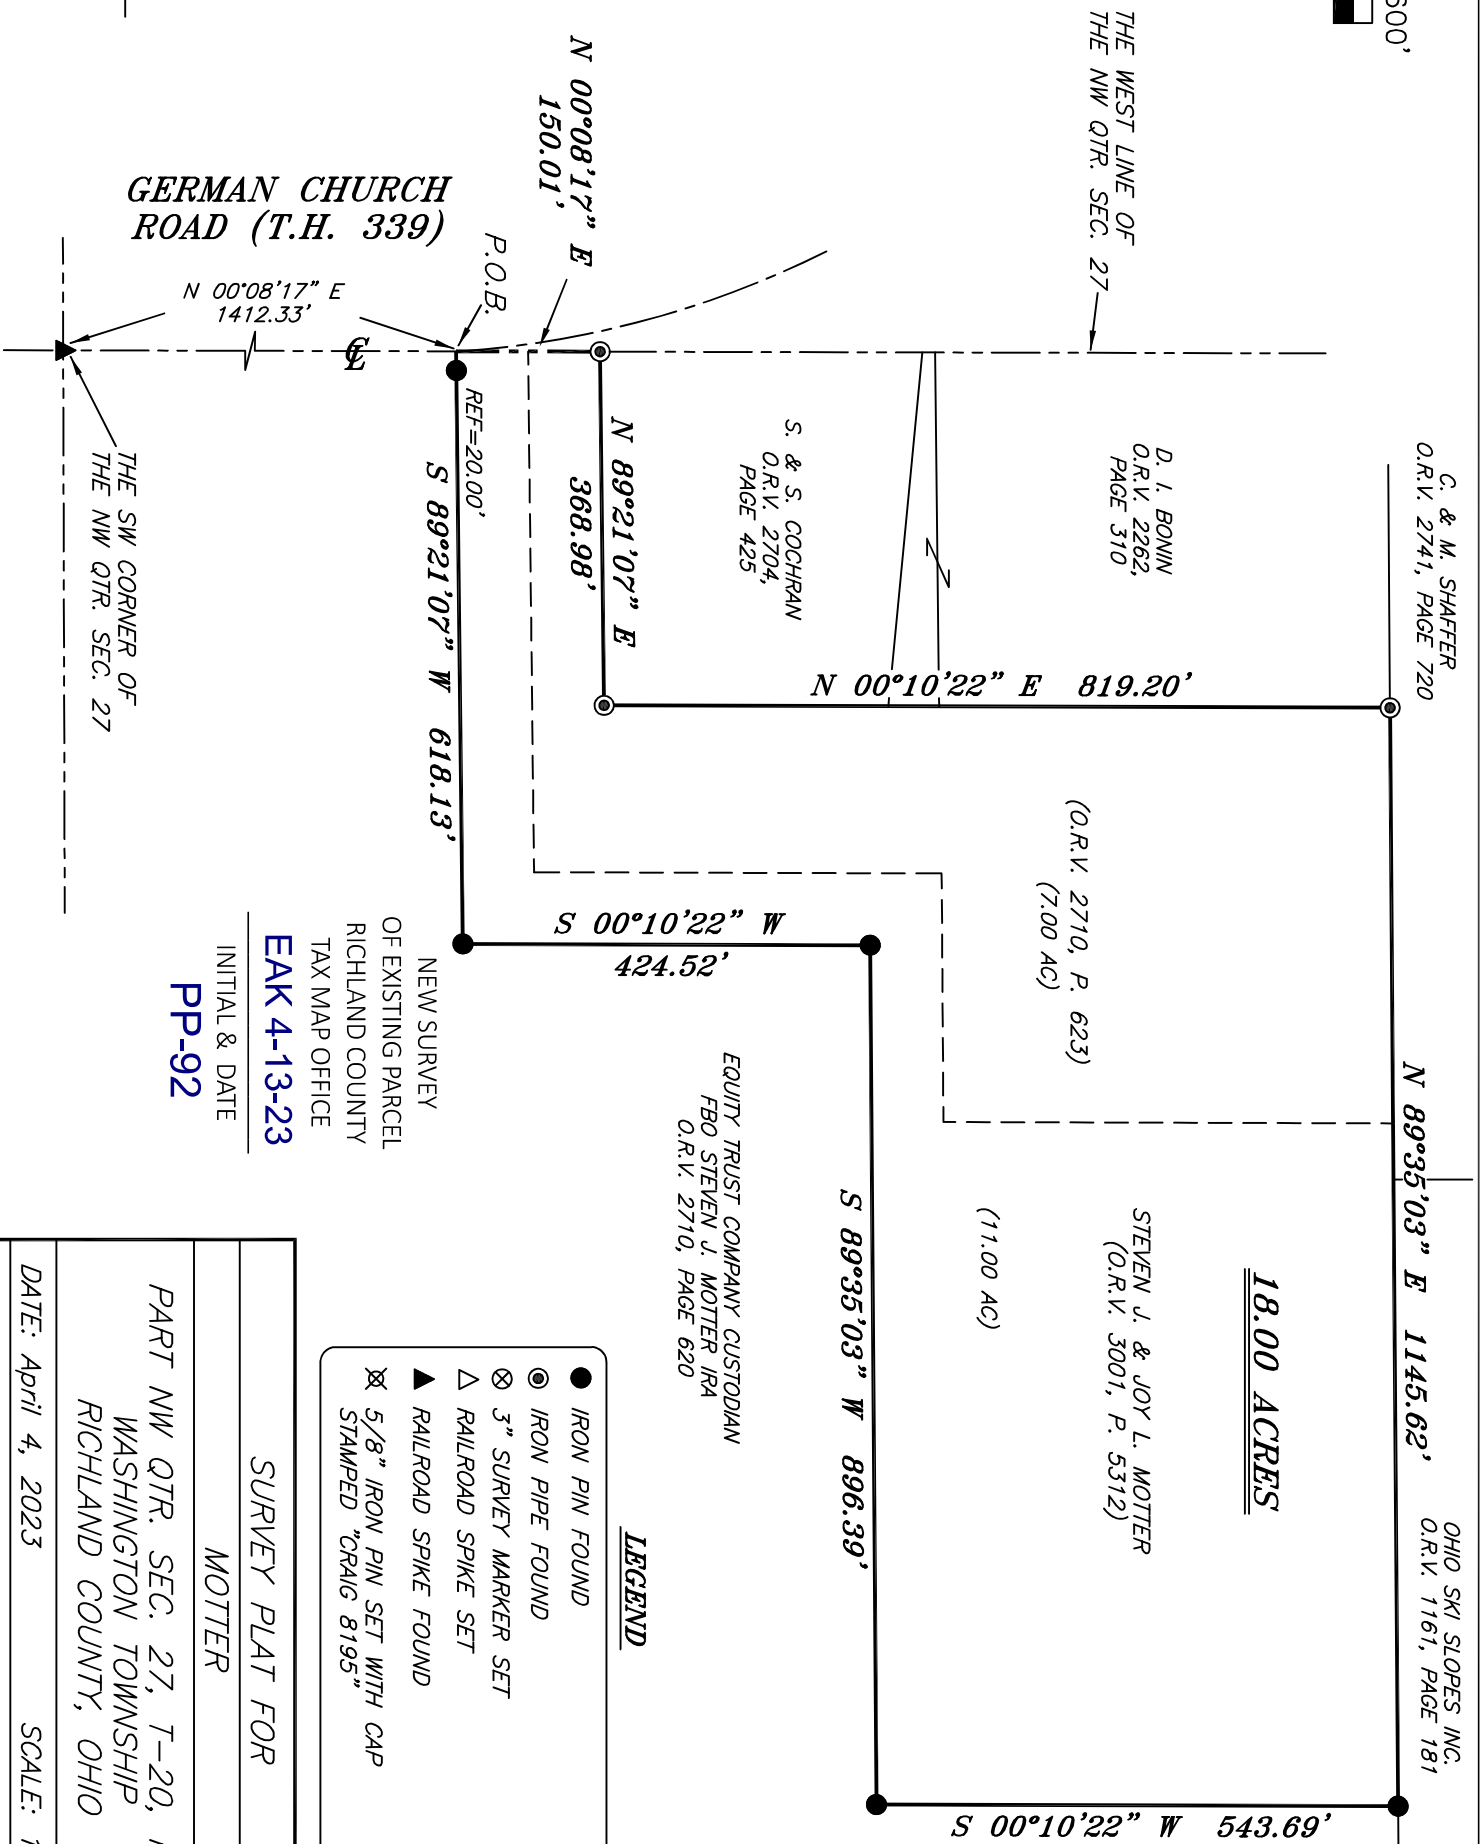 600'
THE WEST LINE OF
THE NW QTR. SEC. 27
N 00°08'17" E
150.01'
GERMAN CHURCH
ROAD (T.H. 339)
N 00°08'17" E
1412.33'
P.O.B.
℄
REF=20.00'
THE SW CORNER OF
THE NW QTR. SEC. 27
S 89°21'07" W 618.13'
N 89°21'07" E
368.98'
S. & S. COCHRAN
O.R.V. 2704,
PAGE 425
D. I. BONIN
O.R.V. 2262,
PAGE 310
C. & M. SHAFFER
O.R.V. 2741, PAGE 720
N 00°10'22" E 819.20'
(O.R.V. 2710, P. 623)
(7.00 AC)
S 00°10'22" W
424.52'
N 89°35'03" E 1145.62'
OHIO SKI SLOPES INC.
O.R.V. 1161, PAGE 181
18.00 ACRES
STEVEN J. & JOY L. MOTTER
(O.R.V. 3001, P. 5312)
(11.00 AC)
S 89°35'03" W 896.39'
S 00°10'22" W 543.69'
EQUITY TRUST COMPANY CUSTODIAN
FBO STEVEN J. MOTTER IRA
O.R.V. 2710, PAGE 620
NEW SURVEY
OF EXISTING PARCEL
RICHLAND COUNTY
TAX MAP OFFICE
EAK 4-13-23
INITIAL & DATE
PP-92
LEGEND
IRON PIN FOUND
IRON PIPE FOUND
3" SURVEY MARKER SET
RAILROAD SPIKE SET
RAILROAD SPIKE FOUND
5/8" IRON PIN SET WITH CAP
STAMPED "CRAIG 8195"
SURVEY PLAT FOR
MOTTER
PART NW QTR. SEC. 27, T-20,
WASHINGTON TOWNSHIP
RICHLAND COUNTY, OHIO
DATE: April 4, 2023 SCALE: